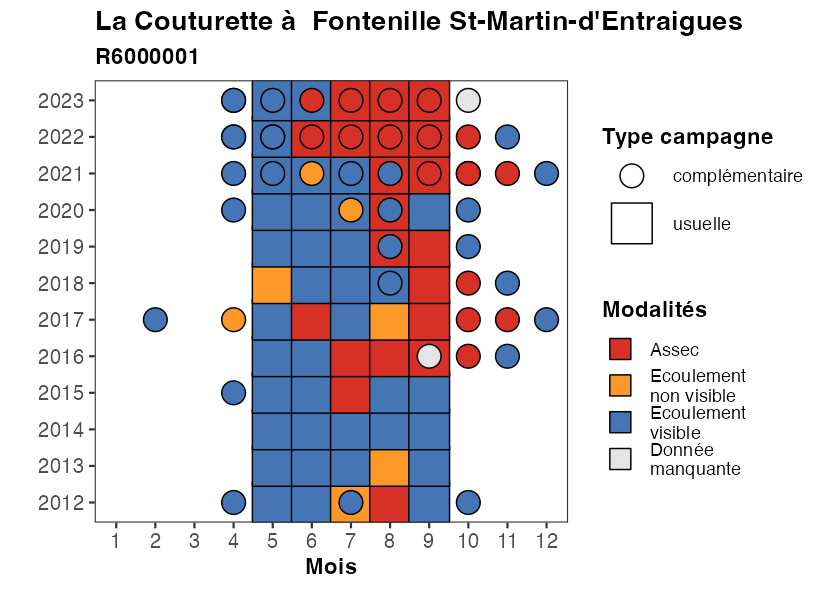 La Couturette à  Fontenille St-Martin-d'Entraigues
R6000001
2023
2022
2021
2020
2019
2018
2017
2016
2015
2014
2013
2012
1 2 3 4 5 6 7 8 9 10 11 12
Mois
Type campagne
complémentaire
usuelle
Modalités
Assec
Ecoulement
non visible
Ecoulement
visible
Donnée
manquante